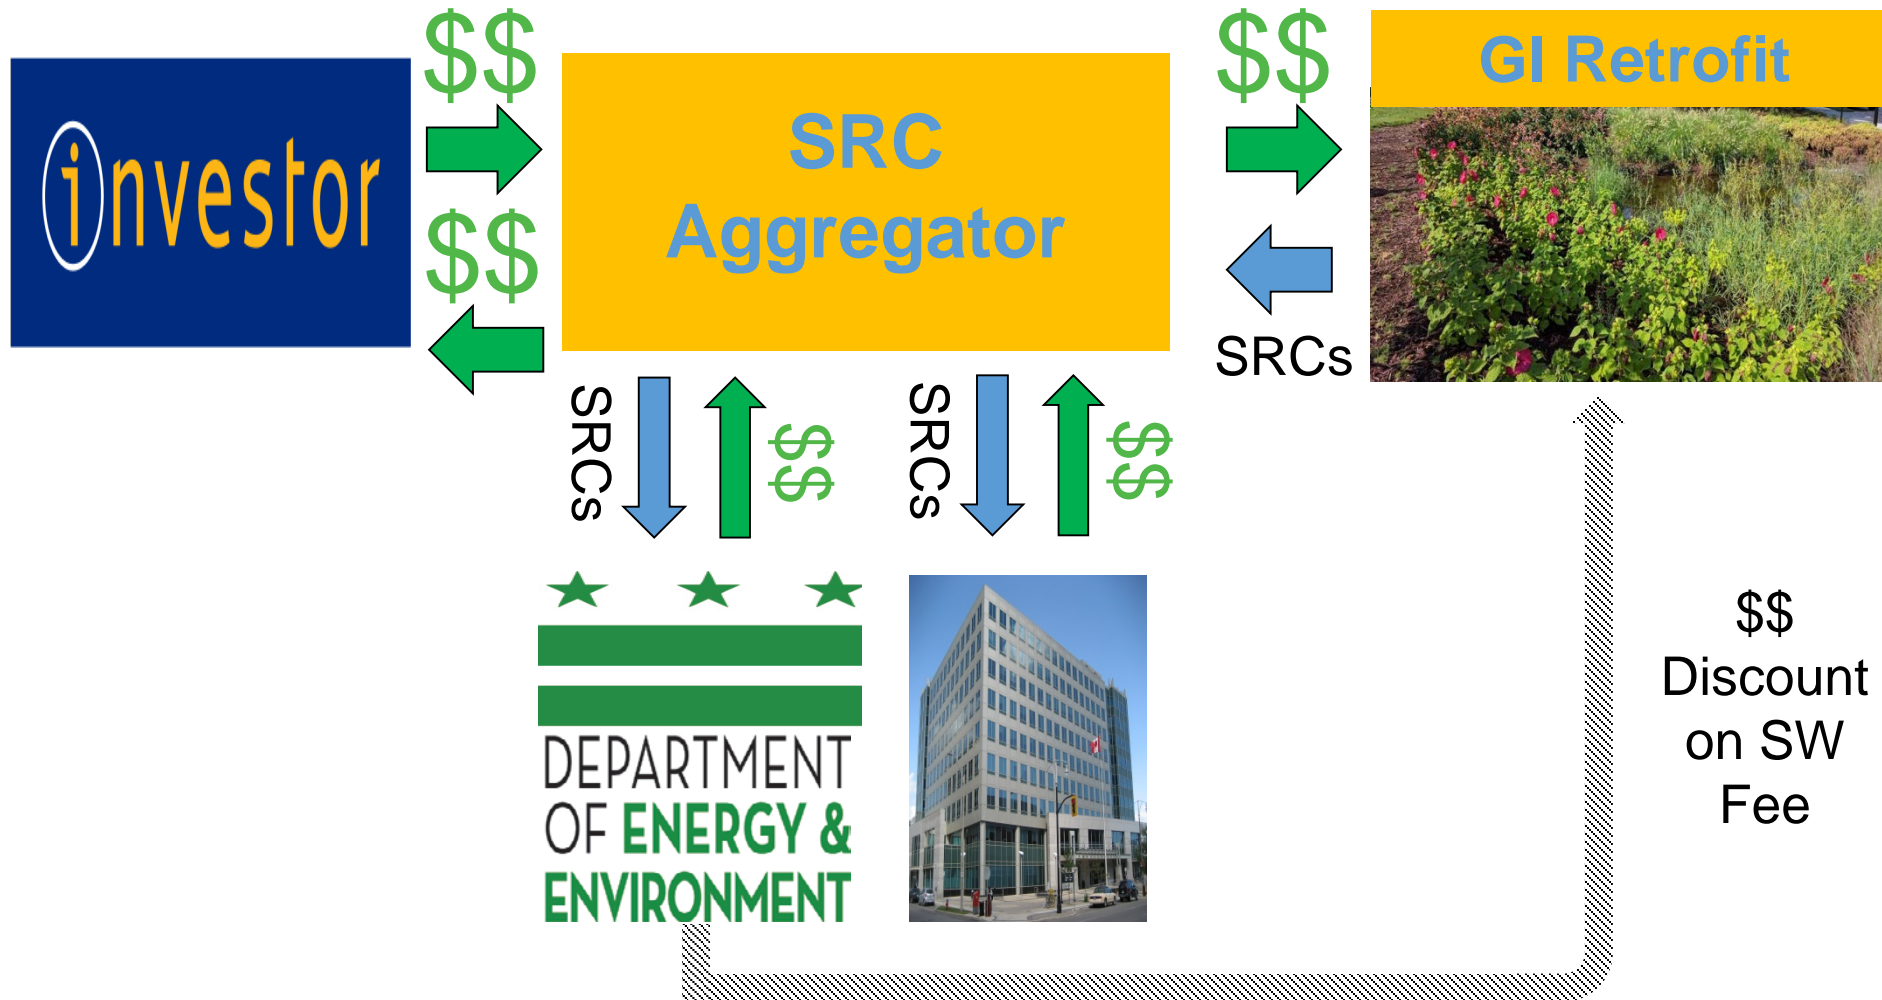 $$
$$
GI Retrofit
investor
SRC
Aggregator
$$
SRCs
SRCs
$$
SRCs
$$
DEPARTMENT
OF ENERGY &
ENVIRONMENT
$$
Discount
on SW
Fee